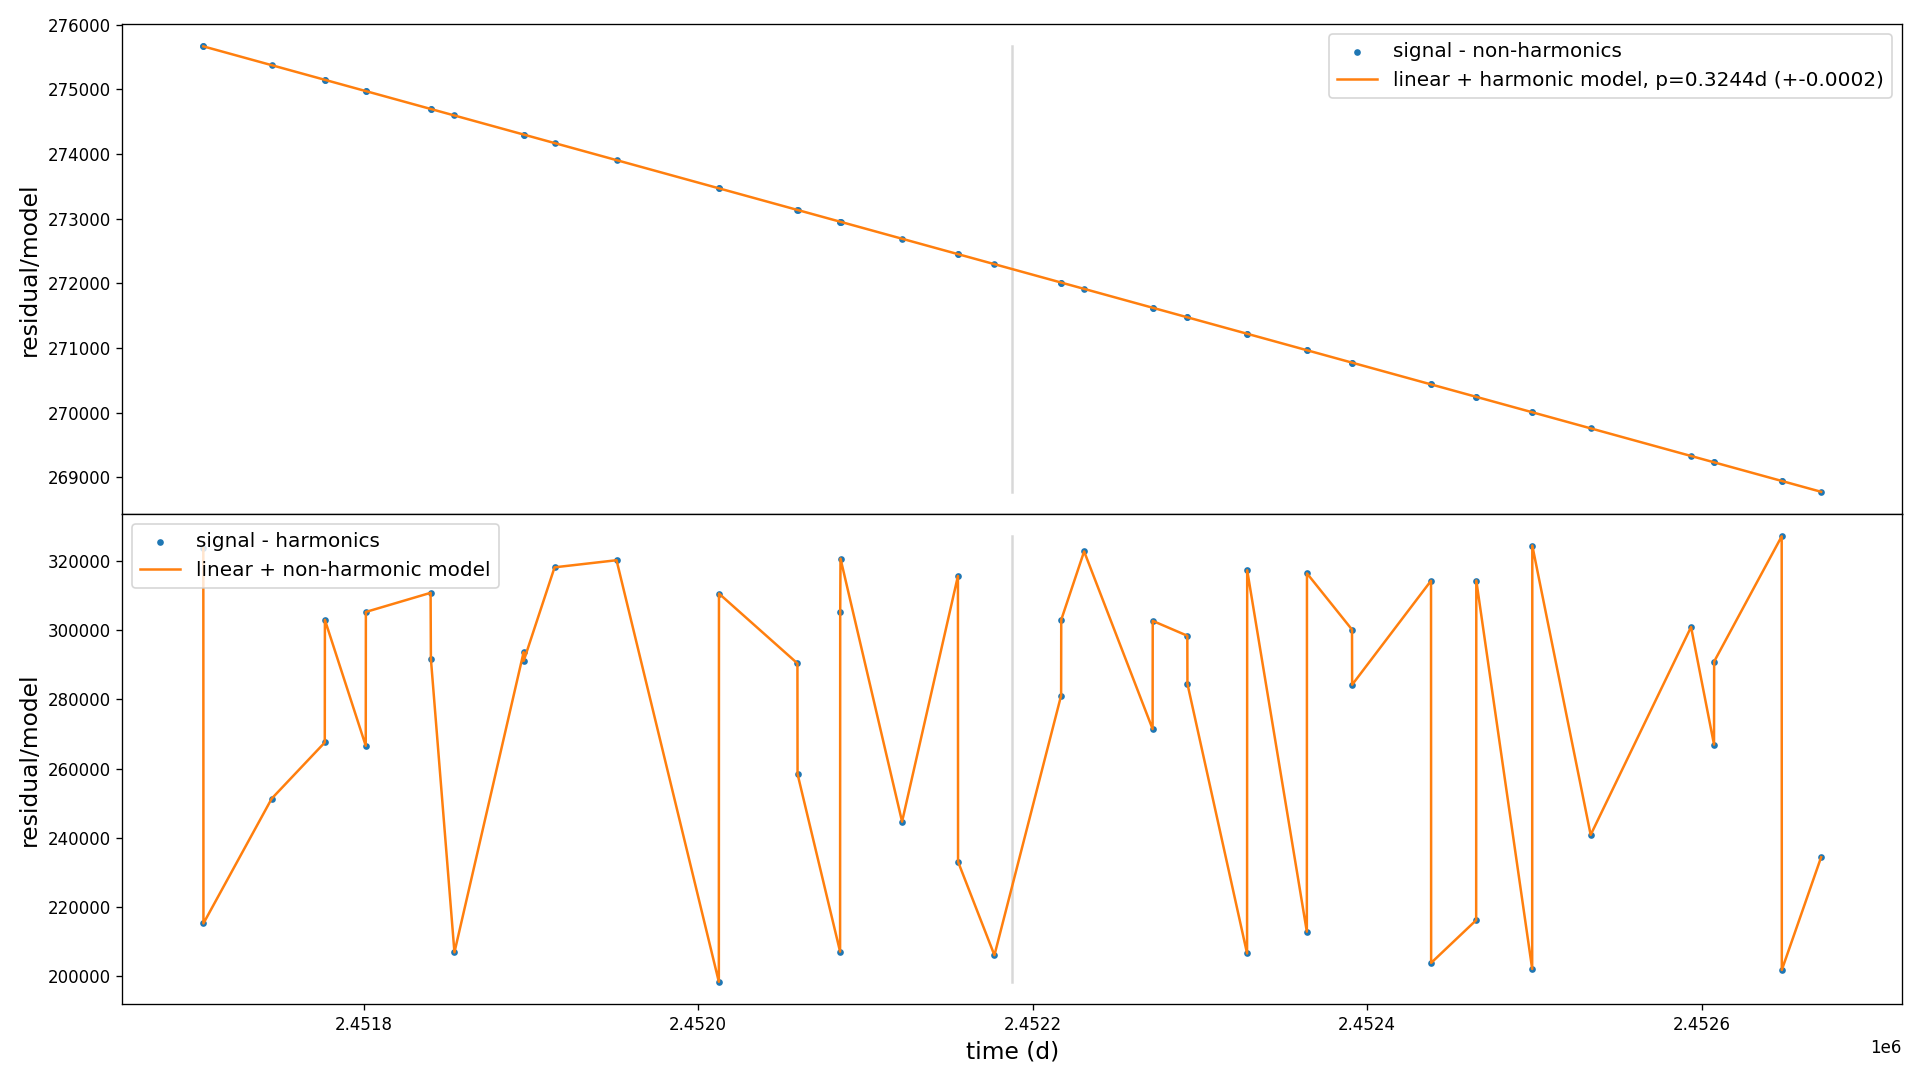 276000
275000
274000
273000
272000
271000
270000
269000
residual/model
signal - non-harmonics
linear + harmonic model, p=0.3244d (+-0.0002)
320000
300000
280000
260000
240000
220000
200000
residual/model
signal - harmonics
linear + non-harmonic model
2.4518 2.4520 2.4522 2.4524 2.4526
time (d)
1e6